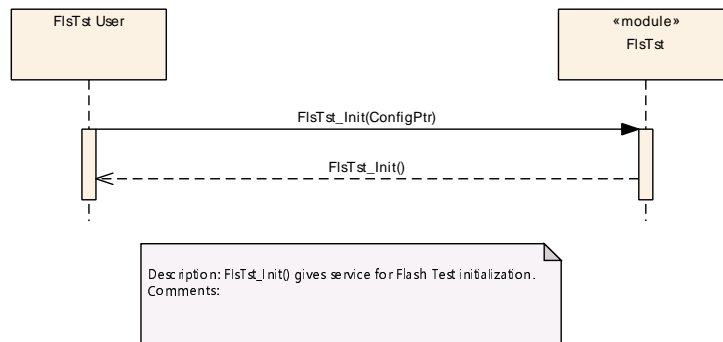 FlsTst User
«module»
FlsTst
FlsTst_Init(ConfigPtr)
FlsTst_Init()
Description: FlsTst_Init() gives service for Flash Test initialization.
Comments: